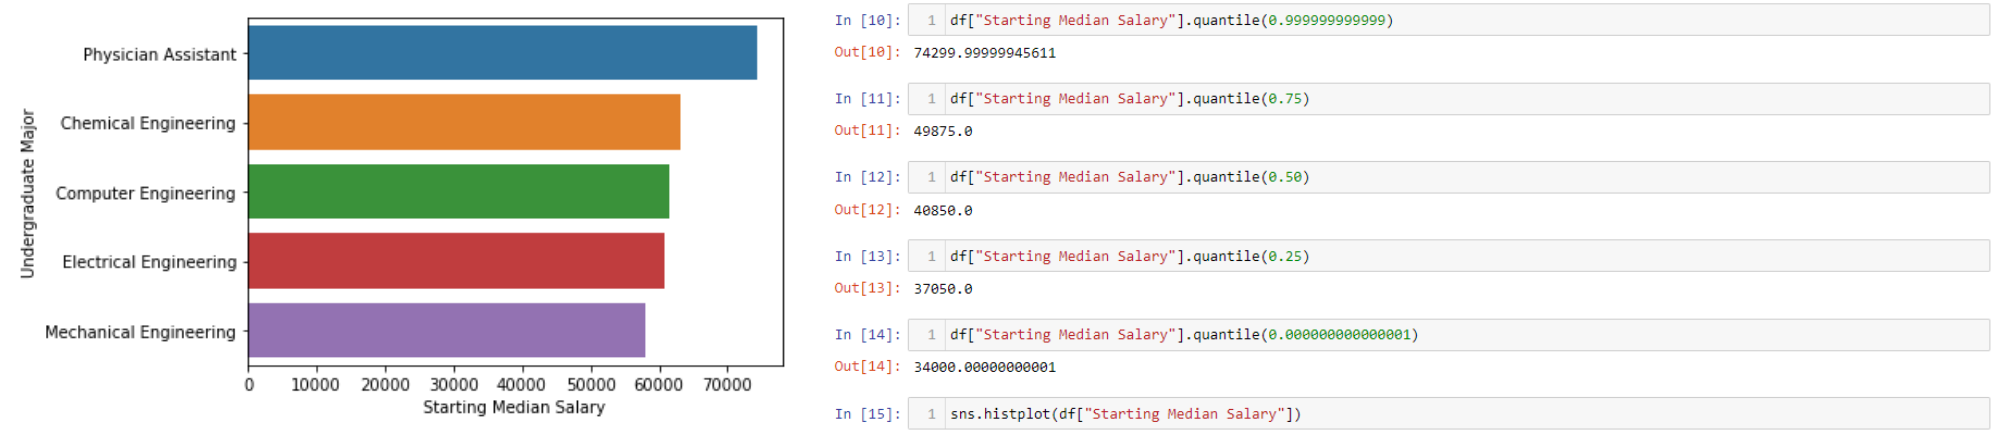 Undergraduate Major
Physician Assistant
Chemical Engineering
Computer Engineering
Electrical Engineering
Mechanical Engineering
0 10000 20000 30000 40000 50000 60000 70000
Starting Median Salary
In [10]: 1 df["Starting Median Salary"].quantile(0.999999999999)
Out[10]: 74299.99999945611
In [11]: 1 df["Starting Median Salary"].quantile(0.75)
Out[11]: 49875.0
In [12]: 1 df["Starting Median Salary"].quantile(0.50)
Out[12]: 40850.0
In [13]: 1 df["Starting Median Salary"].quantile(0.25)
Out[13]: 37050.0
In [14]: 1 df["Starting Median Salary"].quantile(0.000000000000001)
Out[14]: 34000.00000000001
In [15]: 1 sns.histplot(df["Starting Median Salary"])